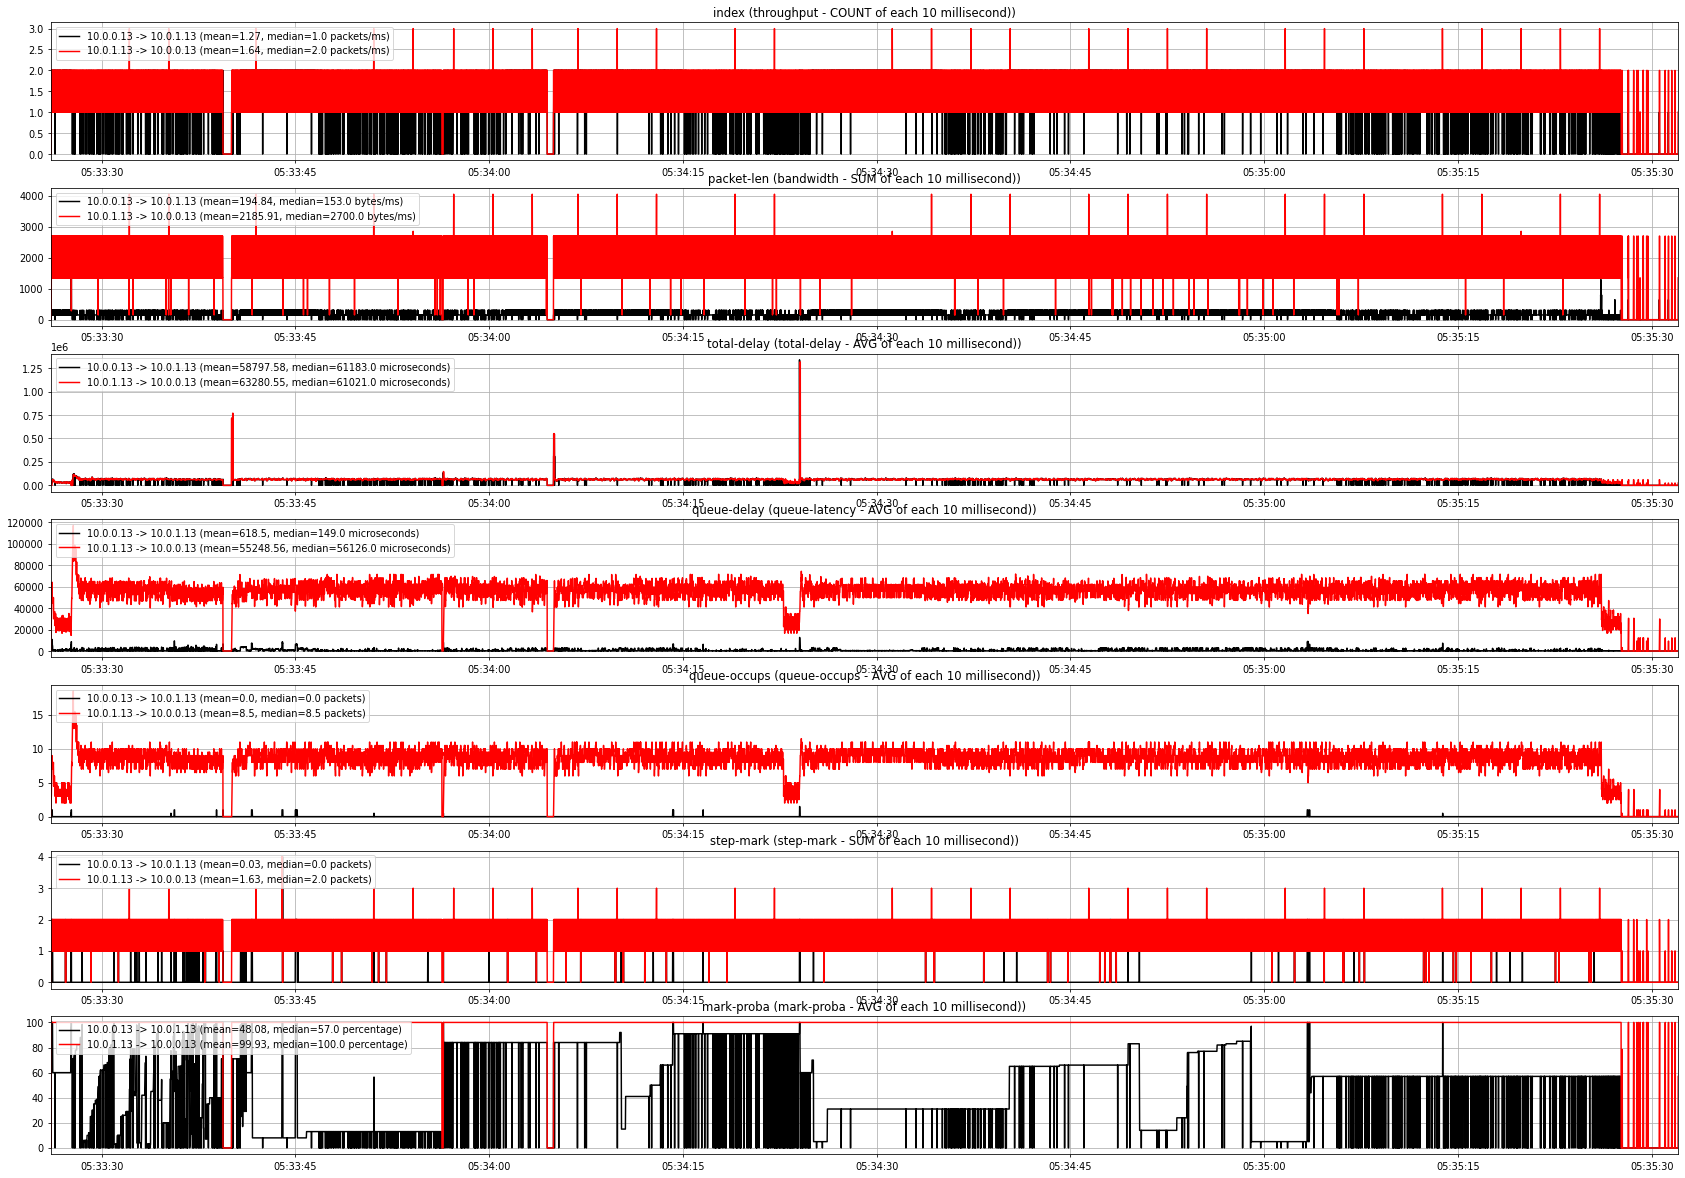 index (throughput - COUNT of each 10 millisecond))
10.0.0.13 -> 10.0.1.13 (mean=1.27, median=1.0 packets/ms)
10.0.1.13 -> 10.0.0.13 (mean=1.64, median=2.0 packets/ms)
3.0
2.5
2.0
1.5
1.0
0.5
0.0
05:33:30 05:33:45 05:34:00 05:34:15 05:34:30 05:34:45 05:35:00 05:35:15 05:35:30
packet-len (bandwidth - SUM of each 10 millisecond))
10.0.0.13 -> 10.0.1.13 (mean=194.84, median=153.0 bytes/ms)
10.0.1.13 -> 10.0.0.13 (mean=2185.91, median=2700.0 bytes/ms)
4000
3000
2000
1000
0
05:33:30 05:33:45 05:34:00 05:34:15 05:34:30 05:34:45 05:35:00 05:35:15 05:35:30
1e6
total-delay (total-delay - AVG of each 10 millisecond))
10.0.0.13 -> 10.0.1.13 (mean=58797.58, median=61183.0 microseconds)
10.0.1.13 -> 10.0.0.13 (mean=63280.55, median=61021.0 microseconds)
1.25
1.00
0.75
0.50
0.25
0.00
05:33:30 05:33:45 05:34:00 05:34:15 05:34:30 05:34:45 05:35:00 05:35:15 05:35:30
queue-delay (queue-latency - AVG of each 10 millisecond))
10.0.0.13 -> 10.0.1.13 (mean=618.5, median=149.0 microseconds)
10.0.1.13 -> 10.0.0.13 (mean=55248.56, median=56126.0 microseconds)
120000
100000
80000
60000
40000
20000
0
05:33:30 05:33:45 05:34:00 05:34:15 05:34:30 05:34:45 05:35:00 05:35:15 05:35:30
queue-occups (queue-occups - AVG of each 10 millisecond))
10.0.0.13 -> 10.0.1.13 (mean=0.0, median=0.0 packets)
10.0.1.13 -> 10.0.0.13 (mean=8.5, median=8.5 packets)
15
10
5
0
05:33:30 05:33:45 05:34:00 05:34:15 05:34:30 05:34:45 05:35:00 05:35:15 05:35:30
step-mark (step-mark - SUM of each 10 millisecond))
10.0.0.13 -> 10.0.1.13 (mean=0.03, median=0.0 packets)
10.0.1.13 -> 10.0.0.13 (mean=1.63, median=2.0 packets)
4
3
2
1
0
05:33:30 05:33:45 05:34:00 05:34:15 05:34:30 05:34:45 05:35:00 05:35:15 05:35:30
mark-proba (mark-proba - AVG of each 10 millisecond))
10.0.0.13 -> 10.0.1.13 (mean=48.08, median=57.0 percentage)
10.0.1.13 -> 10.0.0.13 (mean=99.93, median=100.0 percentage)
100
80
60
40
20
0
05:33:30 05:33:45 05:34:00 05:34:15 05:34:30 05:34:45 05:35:00 05:35:15 05:35:30